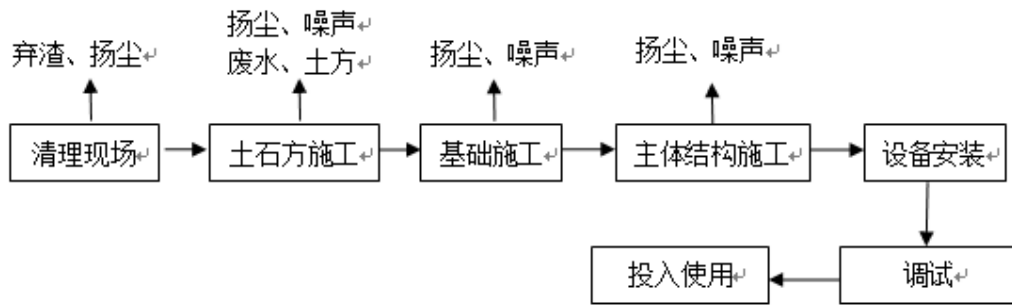 弃渣、扬尘
扬尘、噪声
废水、土方
扬尘、噪声
扬尘、噪声
清理现场
土石方施工
基础施工
主体结构施工
设备安装
投入使用
调试